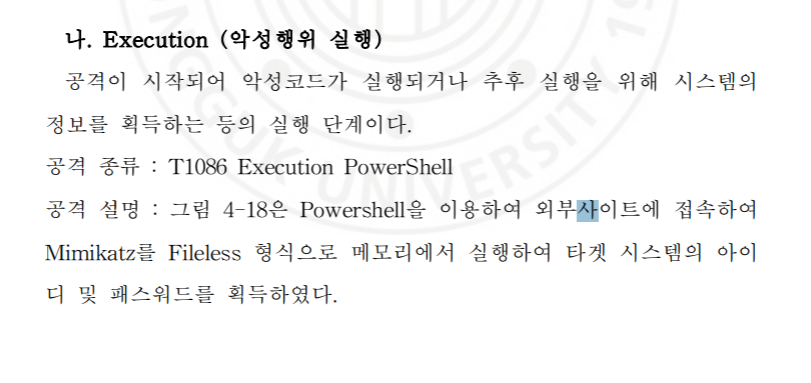 나. Execution (악성행위 실행)
공격이 시작되어 악성코드가 실행되거나 추후 실행을 위해 시스템의
정보를 획득하는 등의 실행 단계이다.
공격 종류 : T1086 Execution PowerShell
공격 설명 : 그림 4-18은 Powershell을 이용하여 외부사이트에 접속하여
Mimikatz를 Fileless 형식으로 메모리에서 실행하여 타겟 시스템의 아이
디 및 패스워드를 획득하였다.